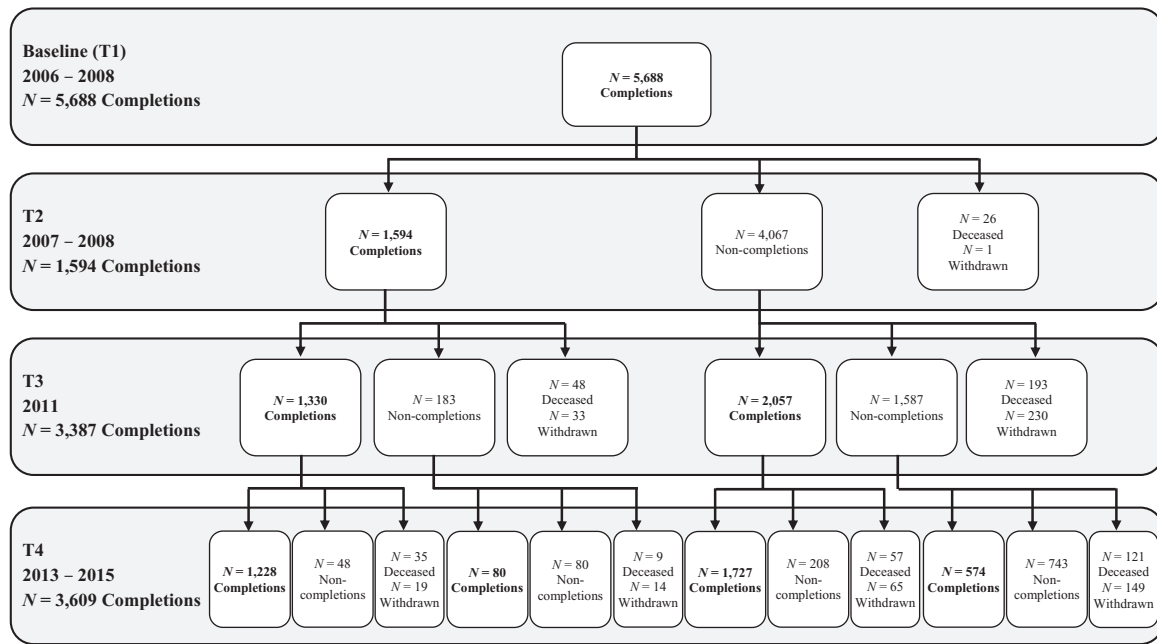 Baseline (T1)
2006 – 2008
N = 5,688 Completions
N = 5,688
Completions
T2
2007 – 2008
N = 1,594 Completions
N = 1,594
Completions
N = 4,067
Non-completions
N = 26
Deceased
N = 1
Withdrawn
T3
2011
N = 3,387 Completions
N = 1,330
Completions
N = 183
Non-completions
N = 48
Deceased
N = 33
Withdrawn
N = 2,057
Completions
N = 1,587
Non-completions
N = 193
Deceased
N = 230
Withdrawn
T4
2013 – 2015
N = 3,609 Completions
N = 1,228
Completions
N = 48
Non-
completions
N = 35
Deceased
N = 19
Withdrawn
N = 80
Completions
N = 80
Non-
completions
N = 9
Deceased
N = 14
Withdrawn
N = 1,727
Completions
N = 208
Non-
completions
N = 57
Deceased
N = 65
Withdrawn
N = 574
Completions
N = 743
Non-
completions
N = 121
Deceased
N = 149
Withdrawn